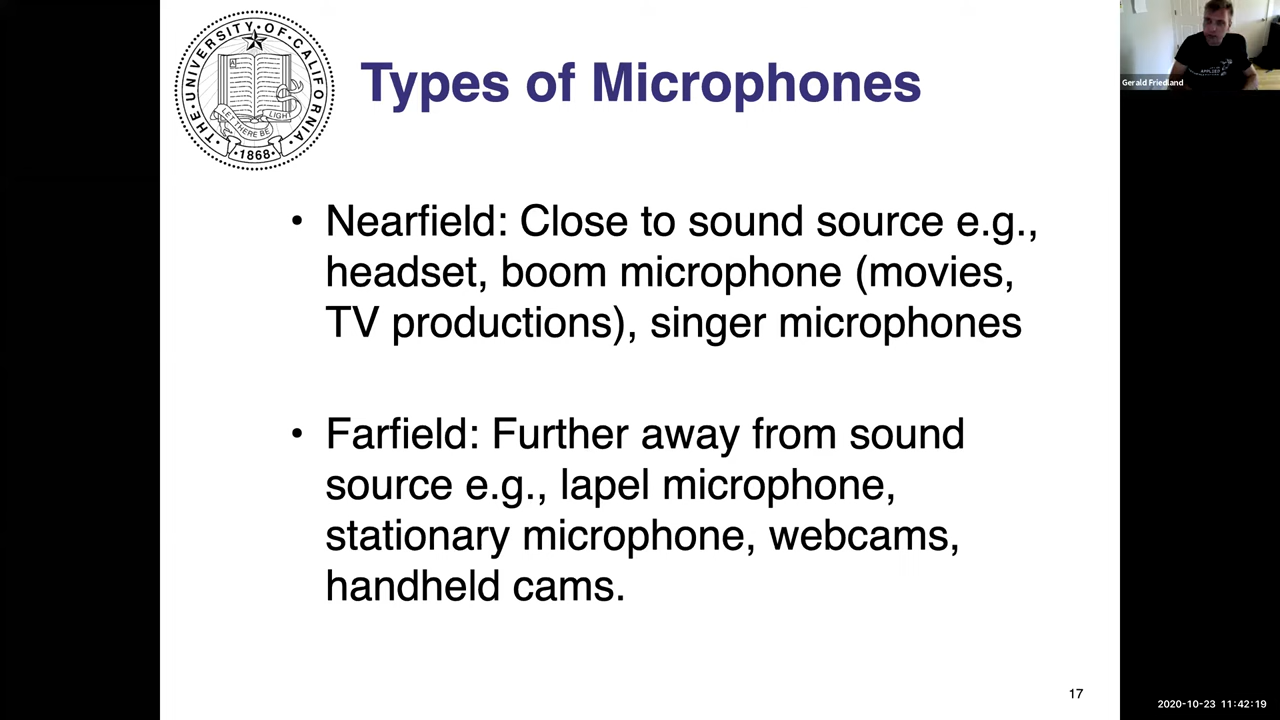 THE·UNIVERSITY·OF·CALIFORNIA
A
LET THERE BE LIGHT
·1868·
Types of Microphones
Gerald Friedland
APPLIED
• Nearfield: Close to sound source e.g.,
headset, boom microphone (movies,
TV productions), singer microphones
• Farfield: Further away from sound
source e.g., lapel microphone,
stationary microphone, webcams,
handheld cams.
17
2020-10-23 11:42:19